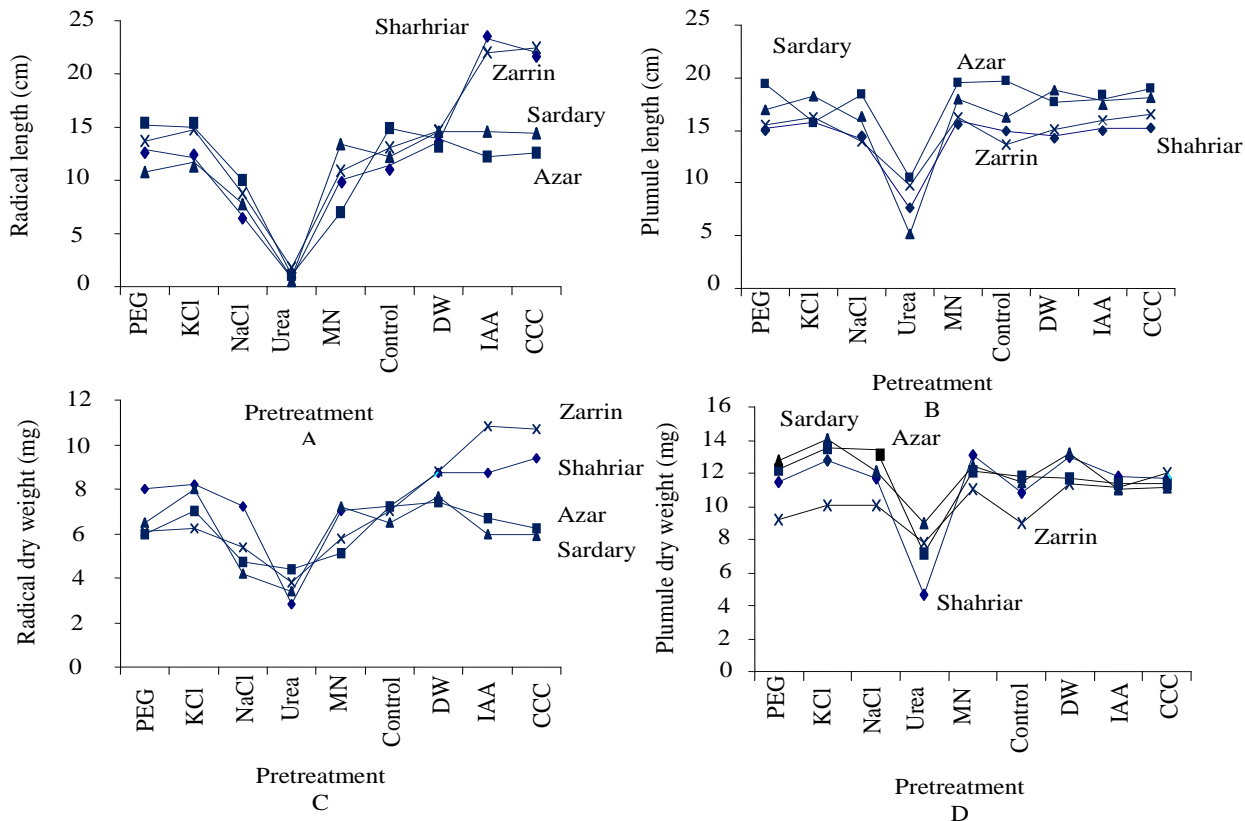 Radical length (cm)
25
20
15
10
5
0
Sharhriar
Zarrin
Sardary
Azar
PEG
KCl
NaCl
Urea
MN
Control
DW
IAA
CCC
Pretreatment
A
Plumule length (cm)
25
20
15
10
5
0
Sardary
Azar
Zarrin
Shahriar
PEG
KCl
NaCl
Urea
MN
Control
DW
IAA
CCC
Petreatment
B
Radical dry weight (mg)
12
10
8
6
4
2
0
Zarrin
Shahriar
Azar
Sardary
PEG
KCl
NaCl
Urea
MN
Control
DW
IAA
CCC
Pretreatment
C
Plumule dry weight (mg)
16
14
12
10
8
6
4
2
0
Sardary
Azar
Zarrin
Shahriar
PEG
KCl
NaCl
Urea
MN
Control
DW
IAA
CCC
Pretreatment
D